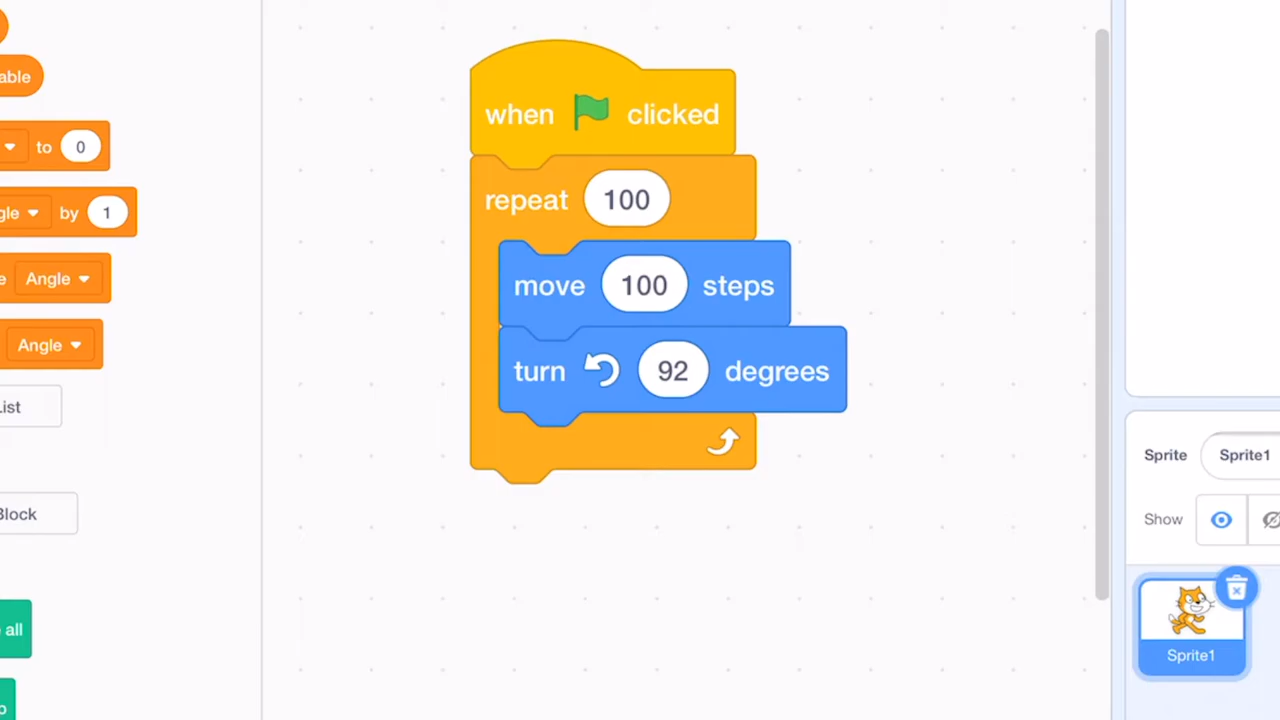 able
to 0
gle by 1
e Angle
Angle
List
Block
all
when clicked
repeat 100
move 100 steps
turn 92 degrees
Sprite Sprite1
Show
Sprite1